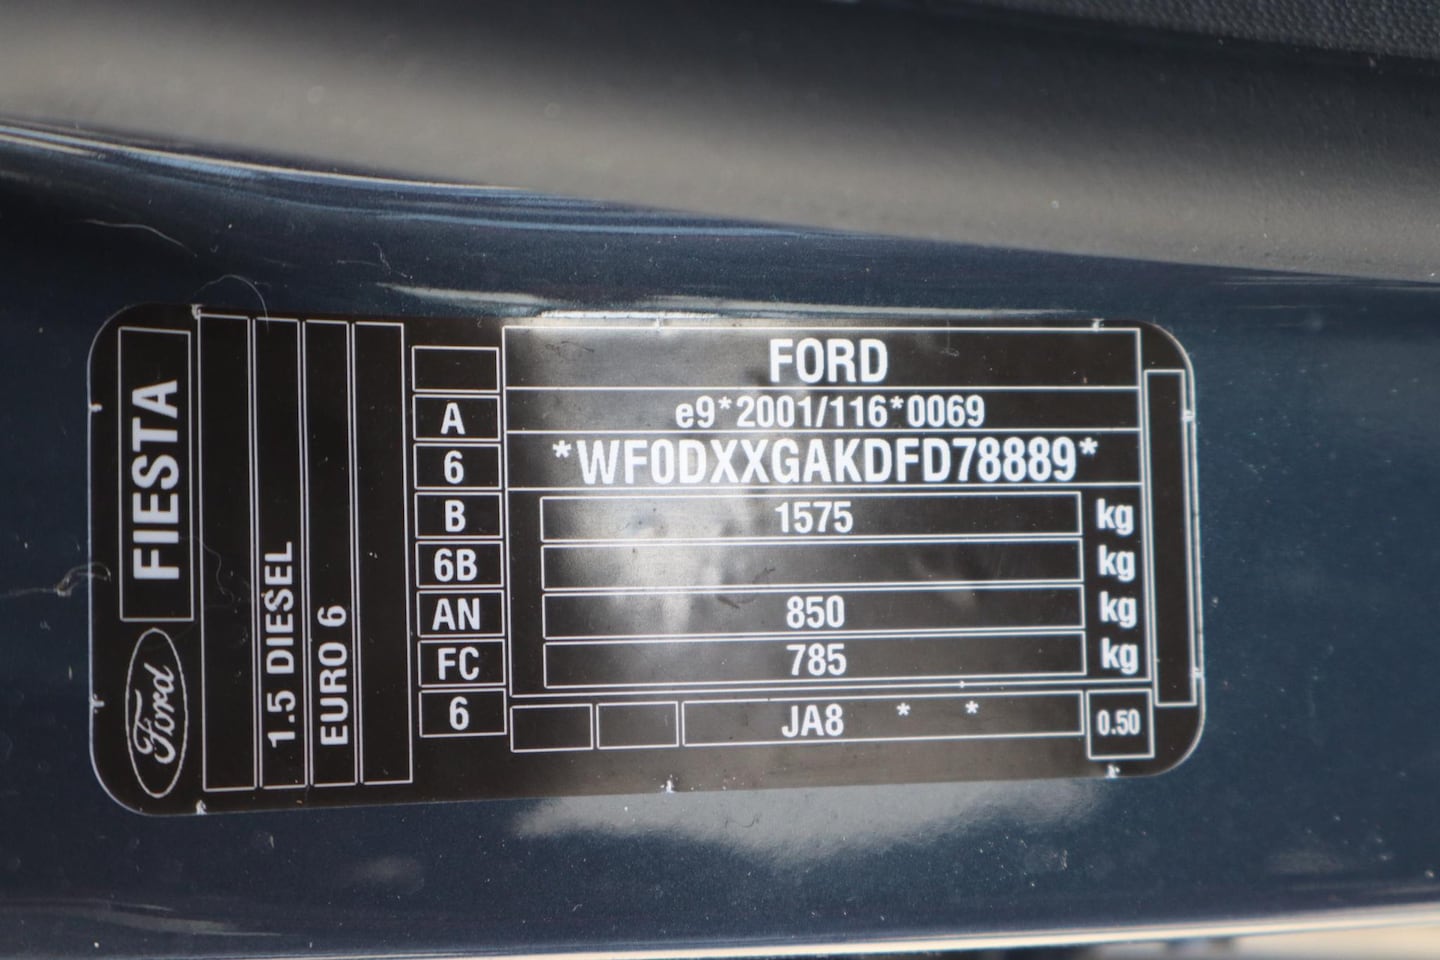 FORD
A e9*2001/116*0069
6 *WF0DXXGAKDFD78889*
B 1575 kg
6B kg
AN 850 kg
FC 785 kg
6 JA8 * * 0.50
Ford FIESTA
1.5 DIESEL
EURO 6